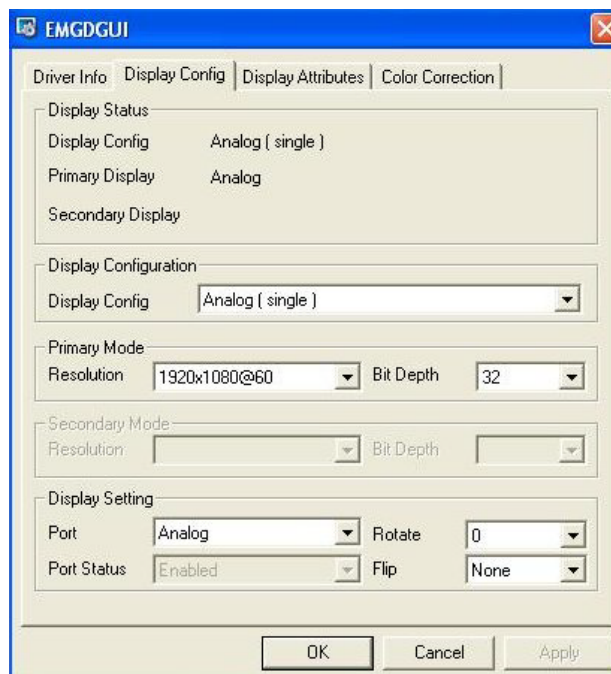 EMGDGUI
Driver Info Display Config Display Attributes Color Correction
Display Status
Display Config Analog ( single )
Primary Display Analog
Secondary Display
Display Configuration
Display Config Analog ( single )
Primary Mode
Resolution 1920x1080@60 Bit Depth 32
Secondary Mode
Resolution Bit Depth
Display Setting
Port Analog Rotate 0
Port Status Enabled Flip None
OK Cancel Apply